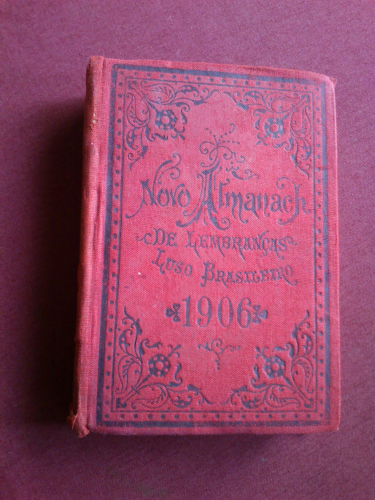 Novo Almanach
DE LEMBRANÇAS
LUSO BRASILEIRO
1906